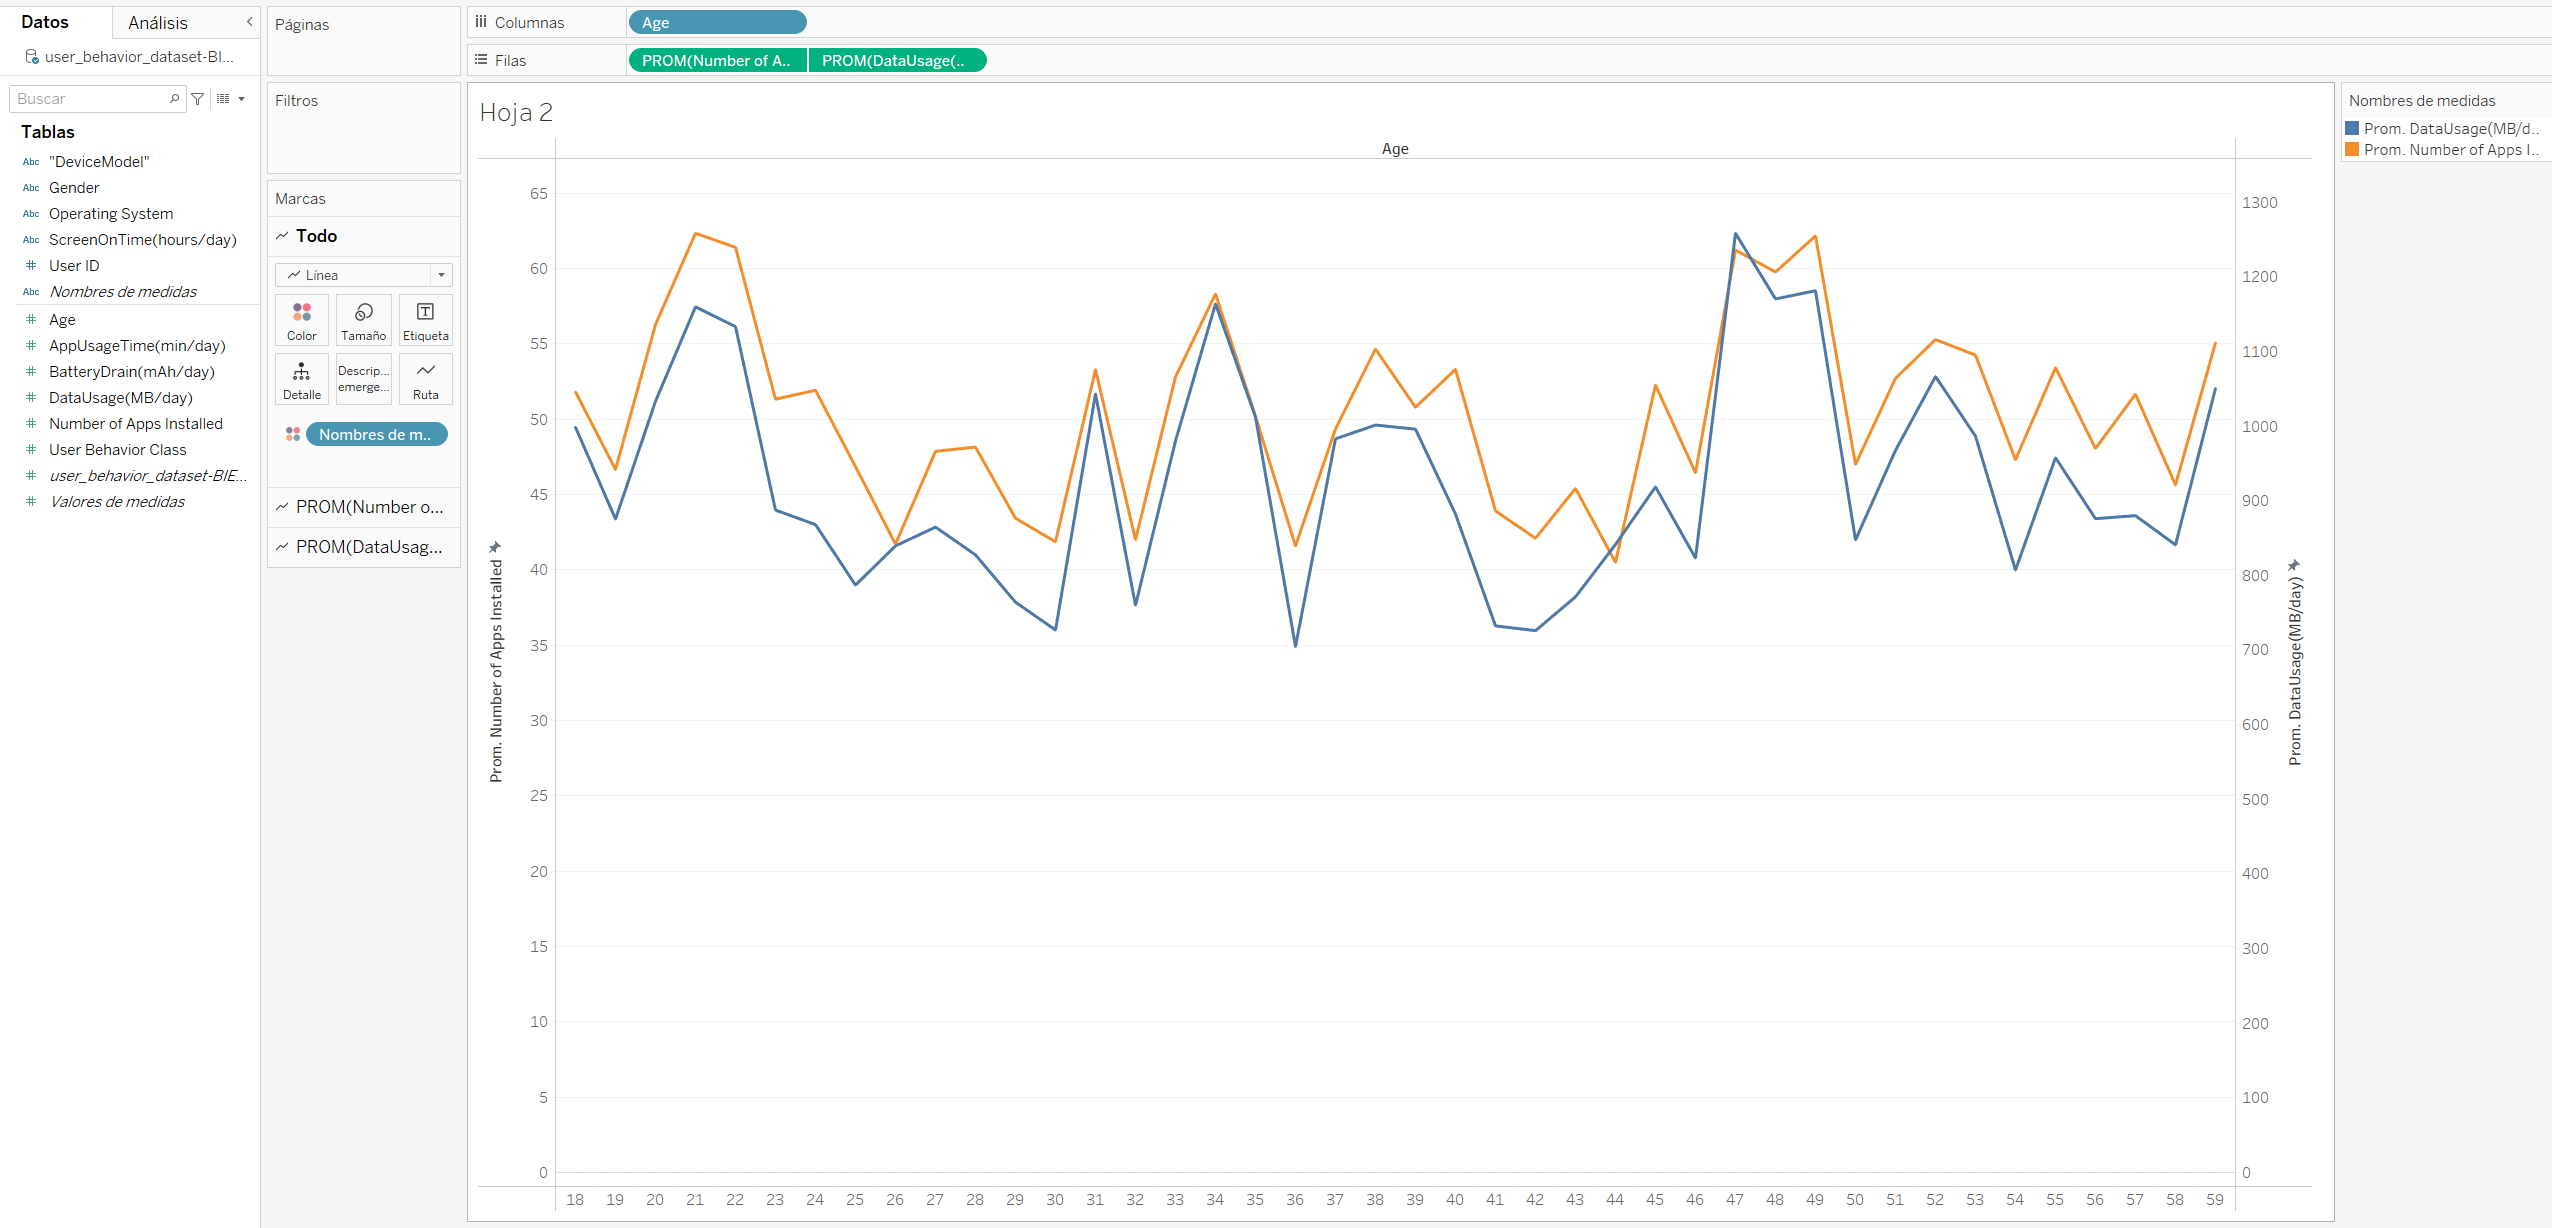 Datos
Análisis
user_behavior_dataset-BI...
Buscar
Tablas
Abc "DeviceModel"
Abc Gender
Abc Operating System
Abc ScreenOnTime(hours/day)
# User ID
Abc Nombres de medidas
# Age
# AppUsageTime(min/day)
# BatteryDrain(mAh/day)
# DataUsage(MB/day)
# Number of Apps Installed
# User Behavior Class
# user_behavior_dataset-BIE...
# Valores de medidas
Páginas
Filtros
Marcas
Todo
Línea
Color
Tamaño
Etiqueta
Detalle
Descrip...
emerge...
Ruta
Nombres de m..
PROM(Number o...
PROM(DataUsag...
Columnas
Age
Filas
PROM(Number of A..
PROM(DataUsage(..
Hoja 2
Age
Prom. Number of Apps Installed
65
60
55
50
45
40
35
30
25
20
15
10
5
0
1300
1200
1100
1000
900
800
700
600
500
400
300
200
100
0
Prom. DataUsage(MB/day)
18 19 20 21 22 23 24 25 26 27 28 29 30 31 32 33 34 35 36 37 38 39 40 41 42 43 44 45 46 47 48 49 50 51 52 53 54 55 56 57 58 59
Nombres de medidas
Prom. DataUsage(MB/d..
Prom. Number of Apps I..